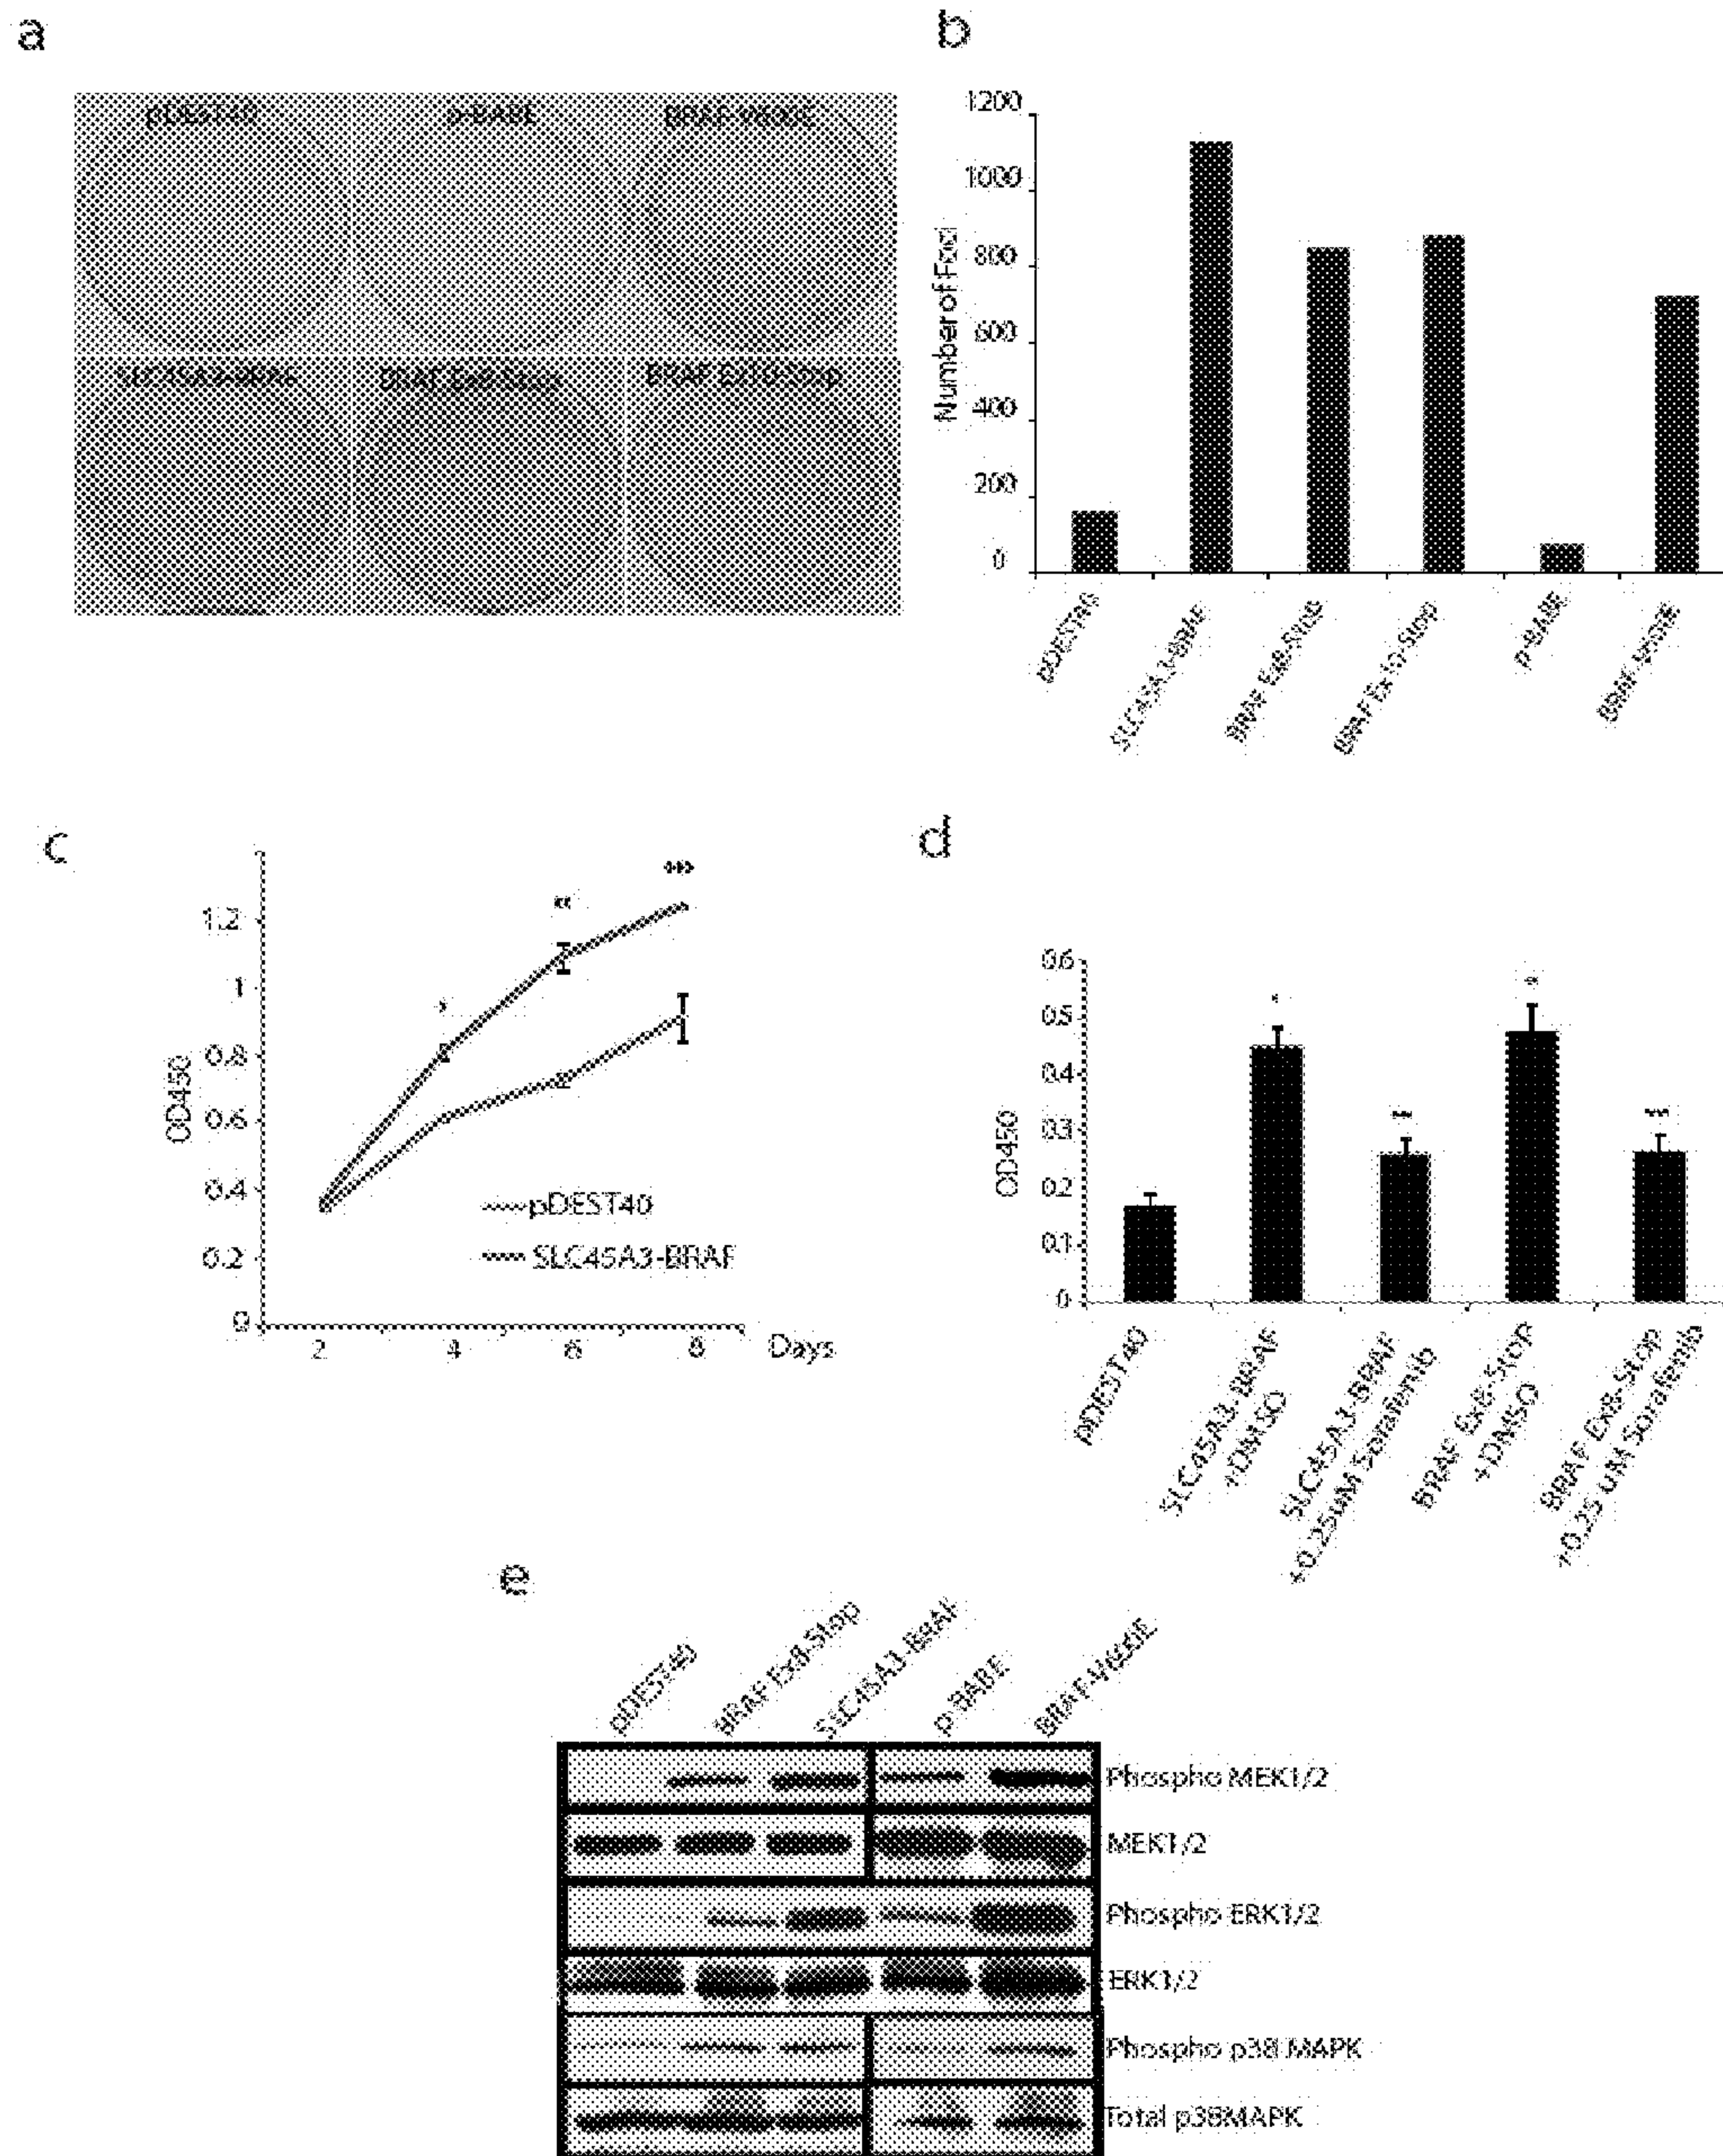 a
pDEST40
p-BABE
BRAF V600E
SLC45A3-BRAF
BRAF Ex8-Stop
BRAF Ex10-Stop
b
Number of Foci
1200
1000
800
600
400
200
0
pDEST40
SLC45A3-BRAF
BRAF Ex8-Stop
BRAF Ex10-Stop
p-BABE
BRAF-V600E
c
OD450
1.2
1
0.8
0.6
0.4
0.2
0
2
4
6
8
Days
pDEST40
SLC45A3-BRAF
*
**
***
d
OD450
0.6
0.5
0.4
0.3
0.2
0.1
0
*
**
*
**
pDEST40
SLC45A3-BRAF
+DMSO
SLC45A3-BRAF
+0.25uM Sorafenib
BRAF Ex8-Stop
+DMSO
BRAF Ex8-Stop
+0.25 uM Sorafenib
e
pDEST40
BRAF Ex8-Stop
SLC45A3-BRAF
p-BABE
BRAF-V600E
Phospho MEK1/2
MEK1/2
Phospho ERK1/2
ERK1/2
Phospho p38 MAPK
Total p38MAPK